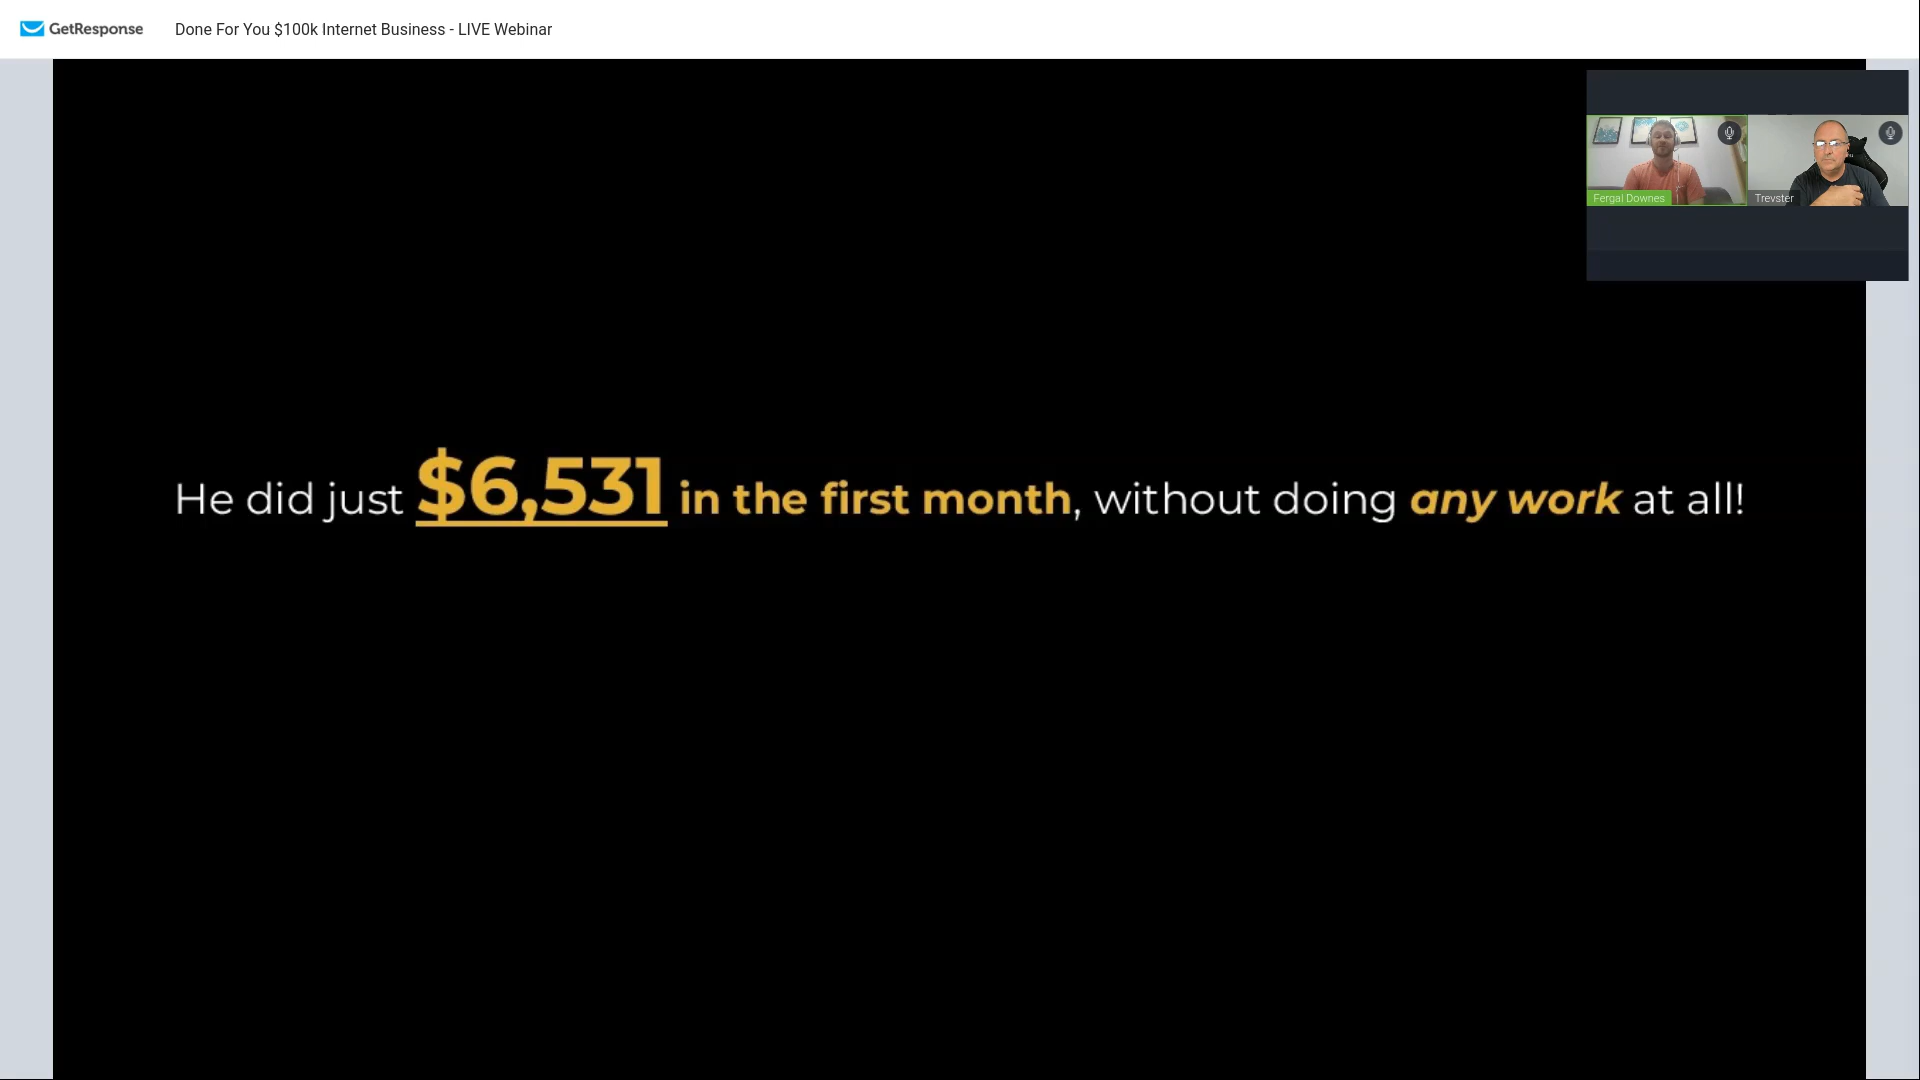 GetResponse
Done For You $100k Internet Business - LIVE Webinar
Fergal Downes
Trevster
He did just $6,531 in the first month, without doing any work at all!